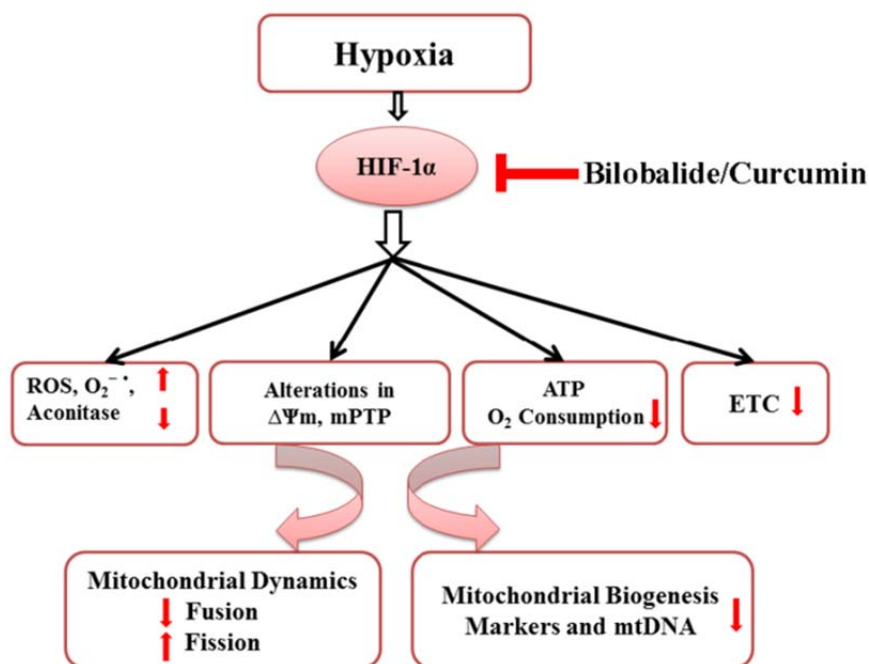 Hypoxia
HIF-1α
Bilobalide/Curcumin
ROS, O₂⁻˙,
Aconitase
Alterations in
ΔΨm, mPTP
ATP
O₂ Consumption
ETC
Mitochondrial Dynamics
Fusion
Fission
Mitochondrial Biogenesis
Markers and mtDNA